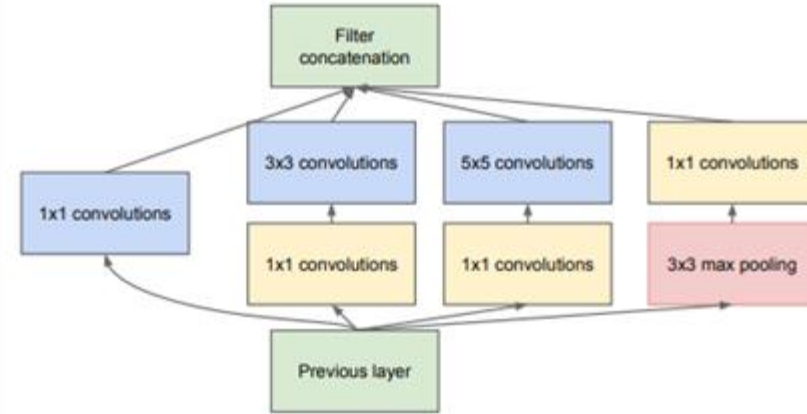 Filter
concatenation
3x3 convolutions
5x5 convolutions
1x1 convolutions
1x1 convolutions
1x1 convolutions
1x1 convolutions
3x3 max pooling
Previous layer